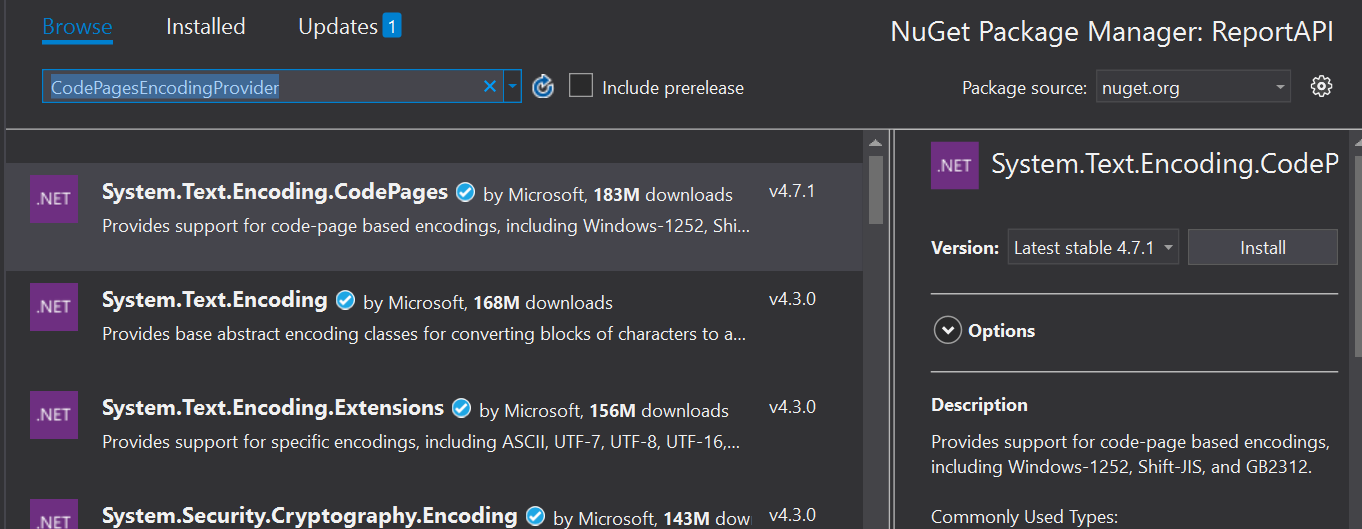 Browse Installed Updates 1 NuGet Package Manager: ReportAPI
CodePagesEncodingProvider Include prerelease Package source: nuget.org
.NET System.Text.Encoding.CodePages by Microsoft, 183M downloads v4.7.1
Provides support for code-page based encodings, including Windows-1252, Shi...
.NET System.Text.Encoding by Microsoft, 168M downloads v4.3.0
Provides base abstract encoding classes for converting blocks of characters to a...
.NET System.Text.Encoding.Extensions by Microsoft, 156M downloads v4.3.0
Provides support for specific encodings, including ASCII, UTF-7, UTF-8, UTF-16,...
.NET System.Security.Cryptography.Encoding by Microsoft, 143M dow v4.3.0
.NET System.Text.Encoding.CodeP
Version: Latest stable 4.7.1 Install
Options
Description
Provides support for code-page based encodings,
including Windows-1252, Shift-JIS, and GB2312.
Commonly Used Types: